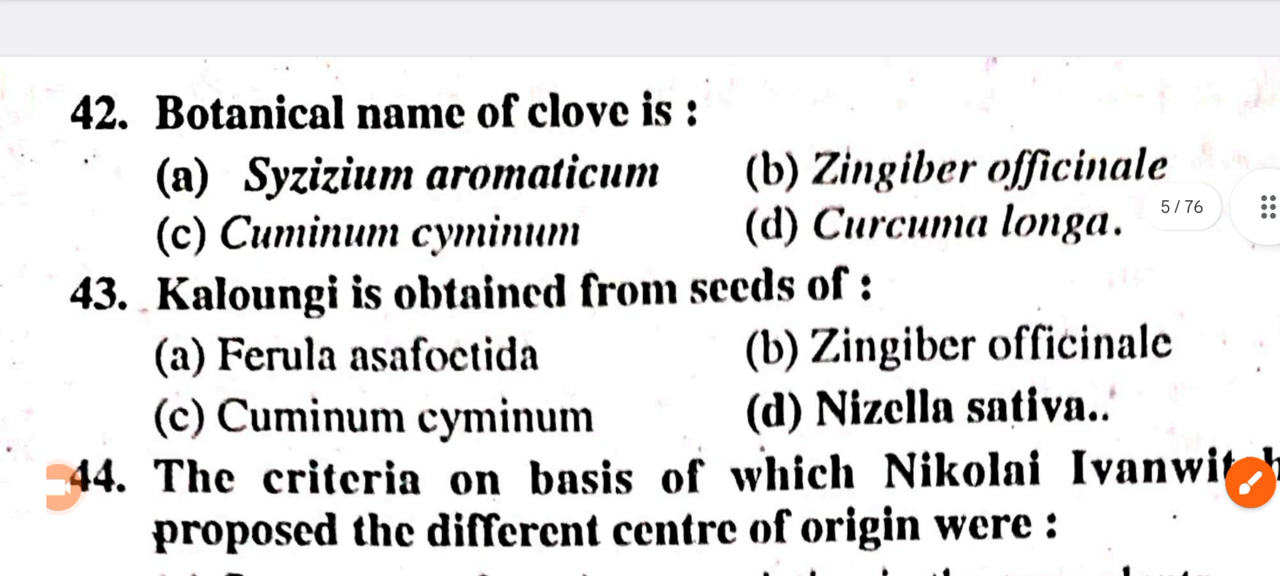 42. Botanical name of clove is :
(a) Syzizium aromaticum (b) Zingiber officinale
5/76
(c) Cuminum cyminum (d) Curcuma longa.
43. Kaloungi is obtained from seeds of :
(a) Ferula asafoetida (b) Zingiber officinale
(c) Cuminum cyminum (d) Nizella sativa..
44. The criteria on basis of which Nikolai
proposed the different centre of origin were :